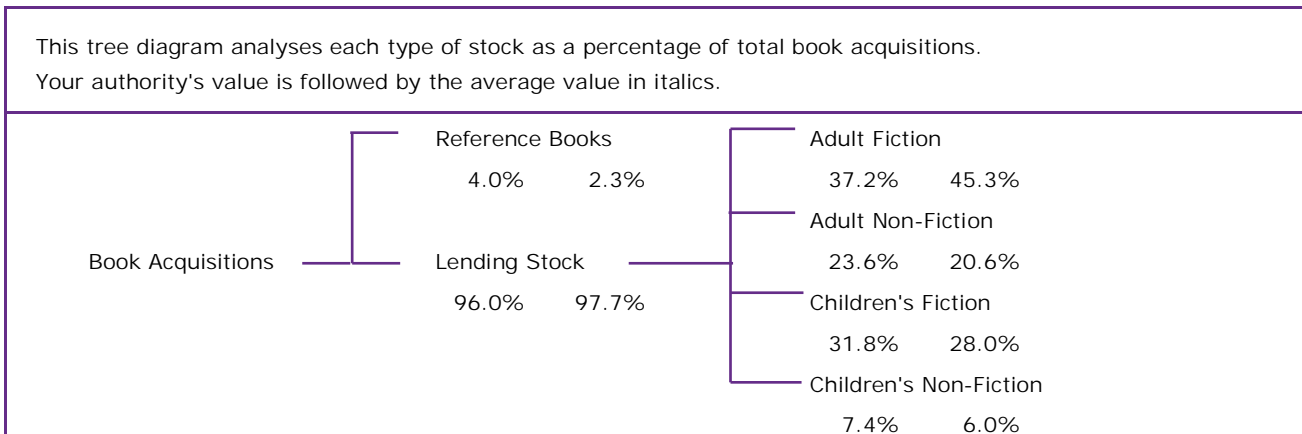 This tree diagram analyses each type of stock as a percentage of total book acquisitions.
Your authority's value is followed by the average value in italics.
Reference Books
4.0% 2.3%
Book Acquisitions
Lending Stock
96.0% 97.7%
Adult Fiction
37.2% 45.3%
Adult Non-Fiction
23.6% 20.6%
Children's Fiction
31.8% 28.0%
Children's Non-Fiction
7.4% 6.0%